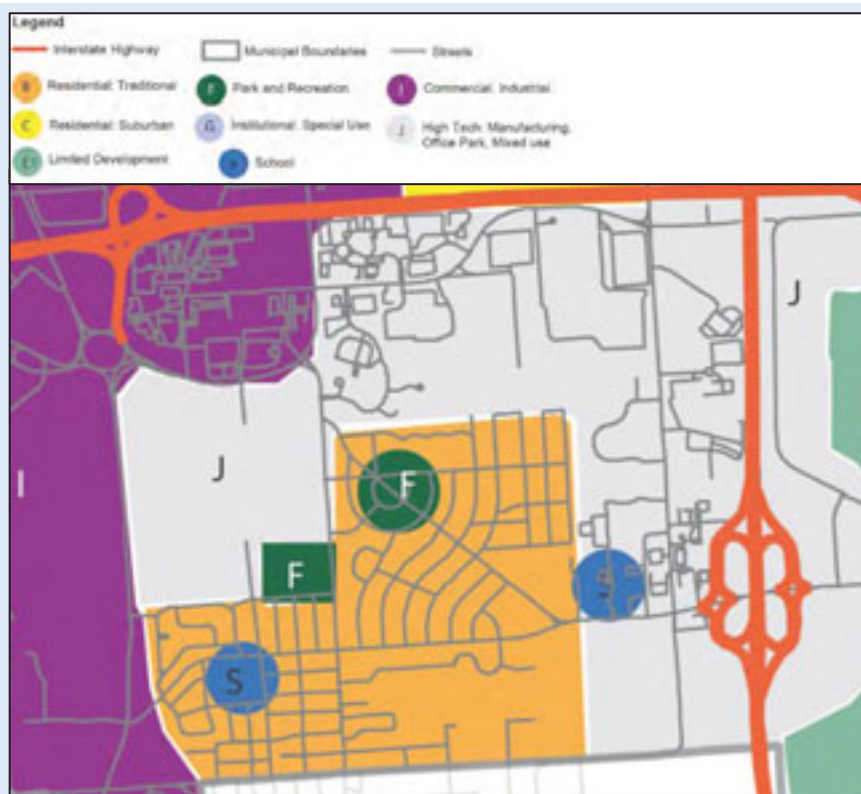 Legend
Interstate Highway
Municipal Boundaries
Streets
R Residential: Traditional
F Park and Recreation
I Commercial: Industrial
C Residential: Suburban
G Institutional: Special Use
J High Tech: Manufacturing,
Office Park, Mixed use
Limited Development
S School
J
J
I
F
F
S
S